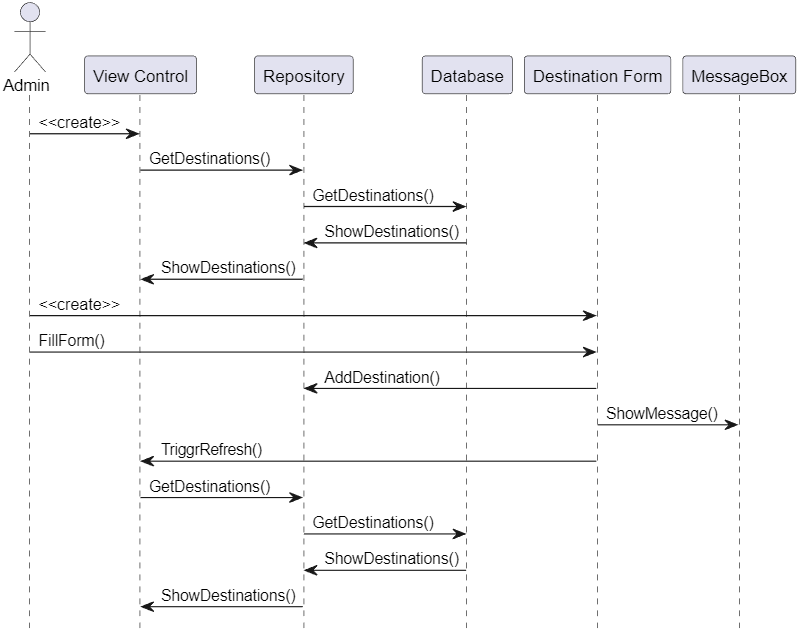 Admin
View Control
Repository
Database
Destination Form
MessageBox
<<create>>
GetDestinations()
GetDestinations()
ShowDestinations()
ShowDestinations()
<<create>>
FillForm()
AddDestination()
ShowMessage()
TriggrRefresh()
GetDestinations()
GetDestinations()
ShowDestinations()
ShowDestinations()